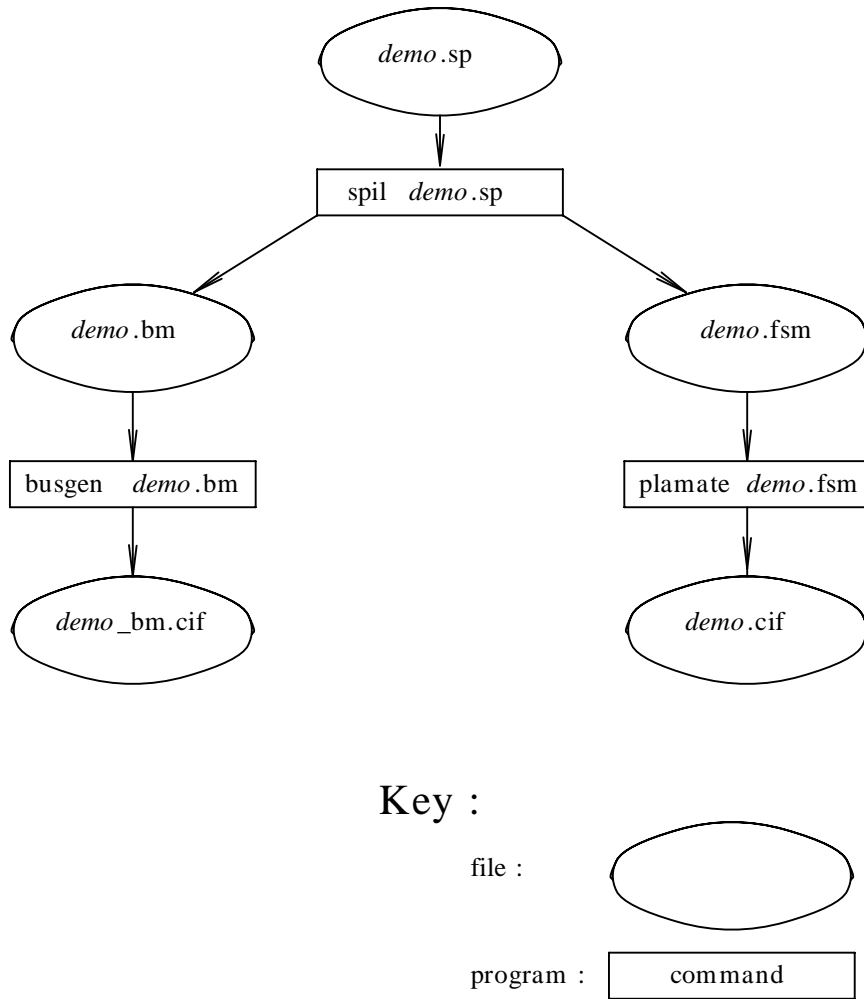 demo.sp
spil demo.sp
demo.bm demo.fsm
busgen demo.bm plamate demo.fsm
demo_bm.cif demo.cif
Key :
file :
program : command